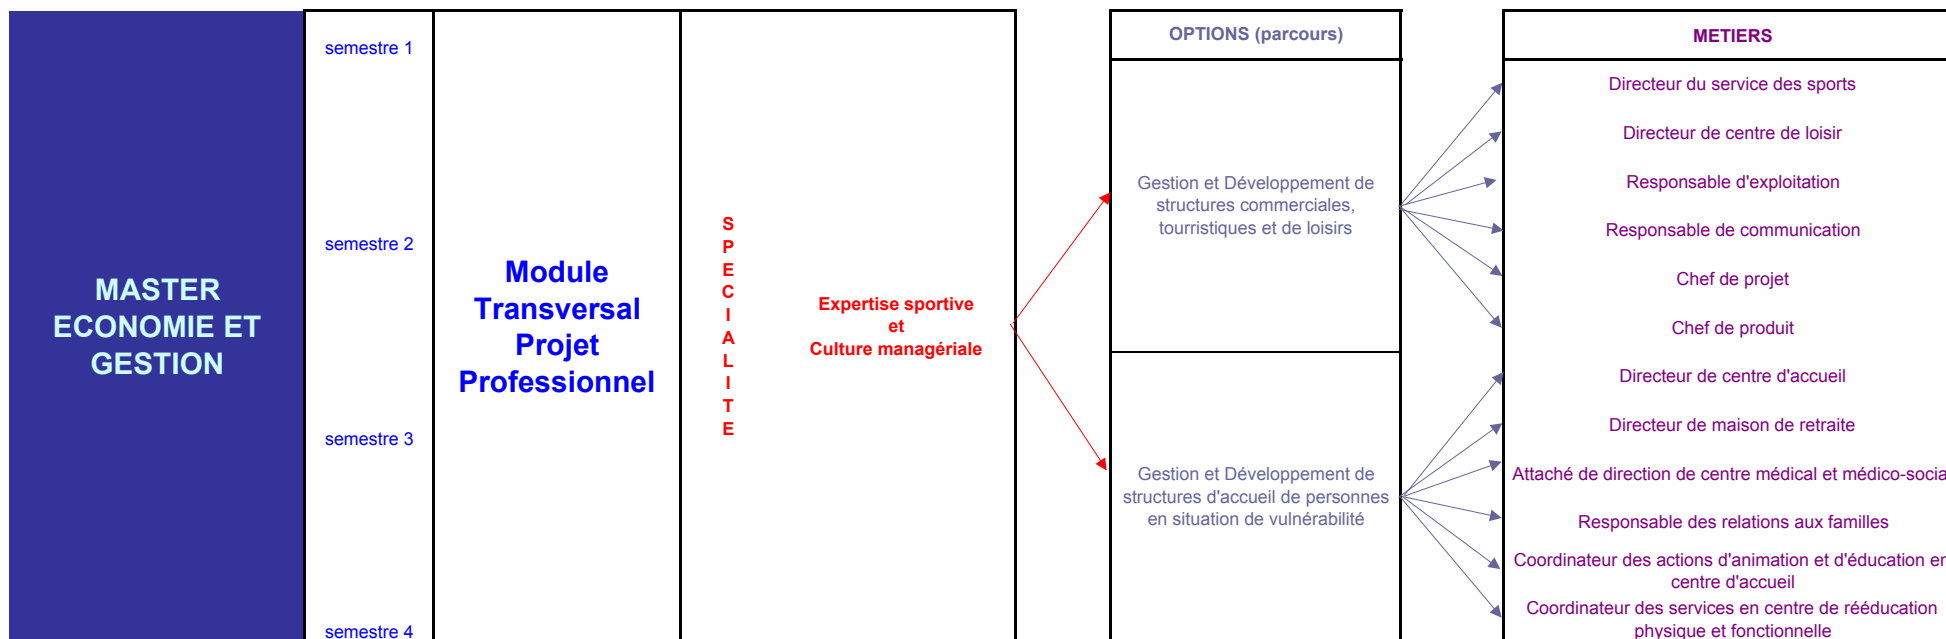 MASTER
ECONOMIE ET
GESTION
semestre 1
semestre 2
semestre 3
semestre 4
Module
Transversal
Projet
Professionnel
S
P
E
C
I
A
L
I
T
E
Expertise sportive
et
Culture managériale
OPTIONS (parcours)
Gestion et Développement de
structures commerciales,
tourristiques et de loisirs
Gestion et Développement de
structures d'accueil de personnes
en situation de vulnérabilité
METIERS
Directeur du service des sports
Directeur de centre de loisir
Responsable d'exploitation
Responsable de communication
Chef de projet
Chef de produit
Directeur de centre d'accueil
Directeur de maison de retraite
Attaché de direction de centre médical et médico-socia
Responsable des relations aux familles
Coordinateur des actions d'animation et d'éducation en
centre d'accueil
Coordinateur des services en centre de rééducation
physique et fonctionnelle